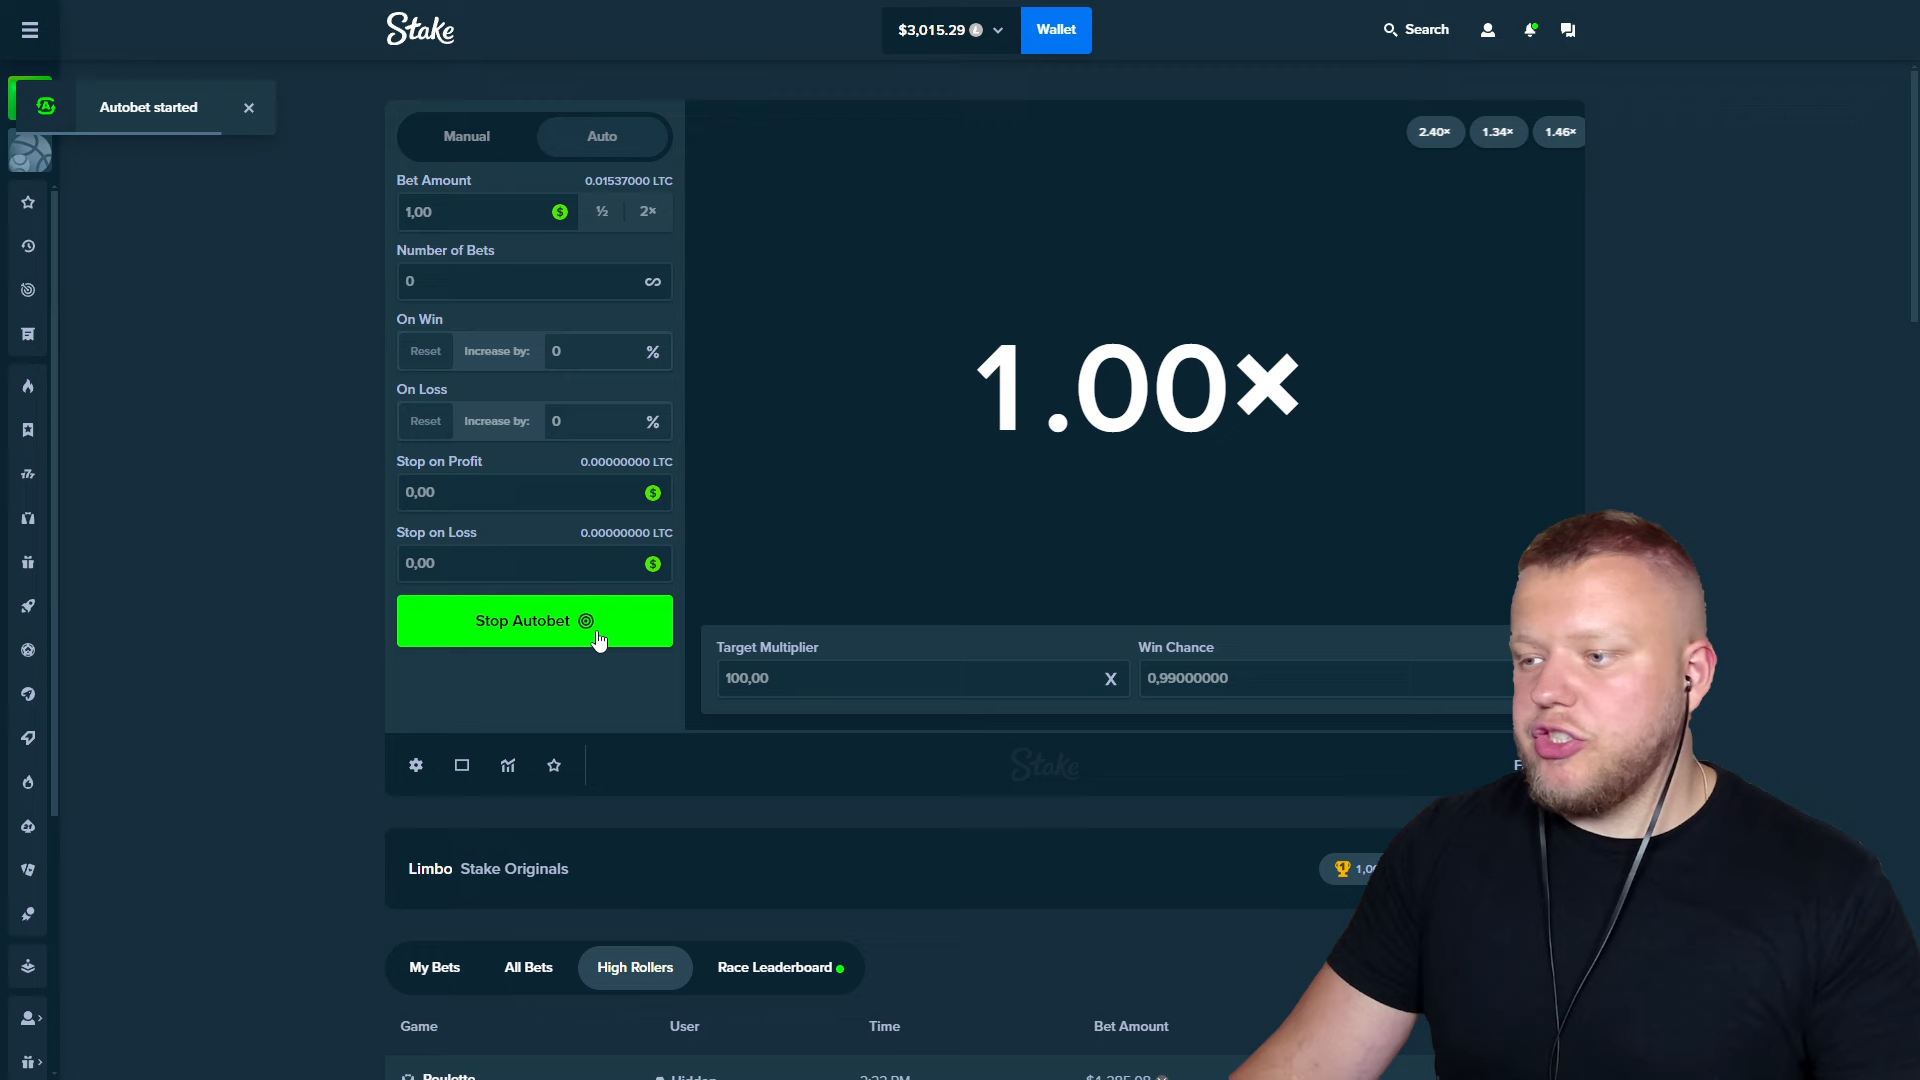 Stake
$3,015.29
Wallet
Search
Autobet started
Manual
Auto
2.40×
1.34×
1.46×
Bet Amount
0.01537000 LTC
1,00
½
2×
Number of Bets
0
On Win
Reset
Increase by:
0
%
On Loss
Reset
Increase by:
0
%
Stop on Profit
0.00000000 LTC
0,00
Stop on Loss
0.00000000 LTC
0,00
Stop Autobet
1.00×
Target Multiplier
100,00
X
Win Chance
0,99000000
Stake
Limbo Stake Originals
My Bets
All Bets
High Rollers
Race Leaderboard
Game
User
Time
Bet Amount
Roulette
Hidden